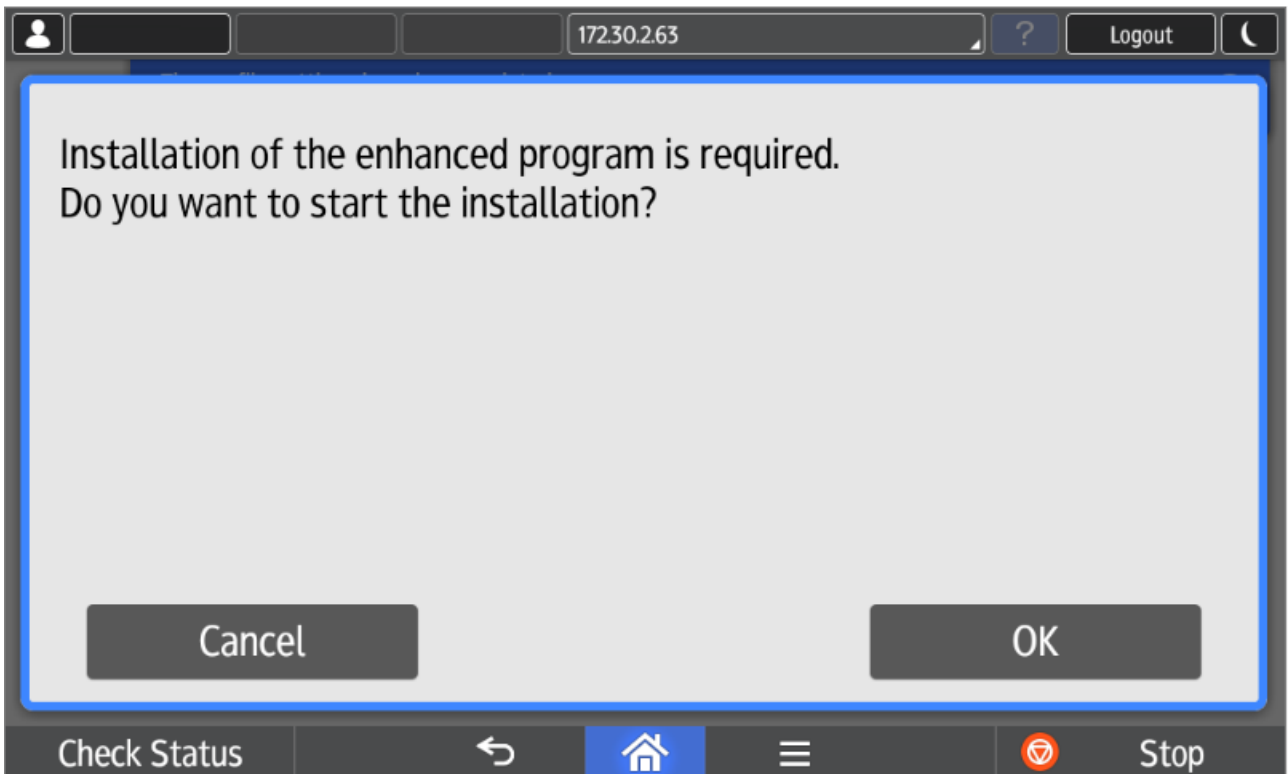 172.30.2.63
?
Logout
Installation of the enhanced program is required.
Do you want to start the installation?
Cancel
OK
Check Status
Stop